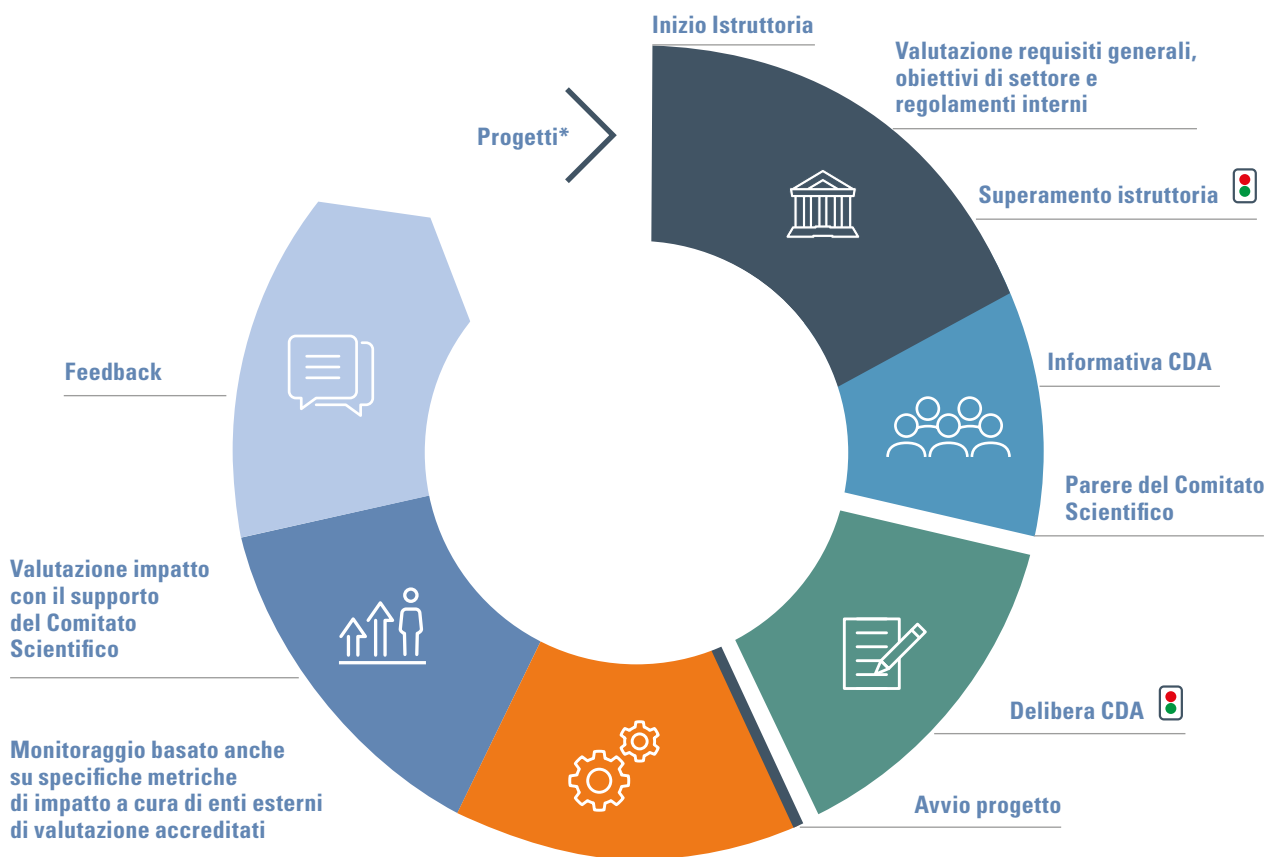 Inizio Istruttoria
Valutazione requisiti generali,
obiettivi di settore e
regolamenti interni
Progetti*
Superamento istruttoria
Informativa CDA
Feedback
Parere del Comitato
Scientifico
Valutazione impatto
con il supporto
del Comitato
Scientifico
Delibera CDA
Monitoraggio basato anche
su specifiche metriche
di impatto a cura di enti esterni
di valutazione accreditati
Avvio progetto